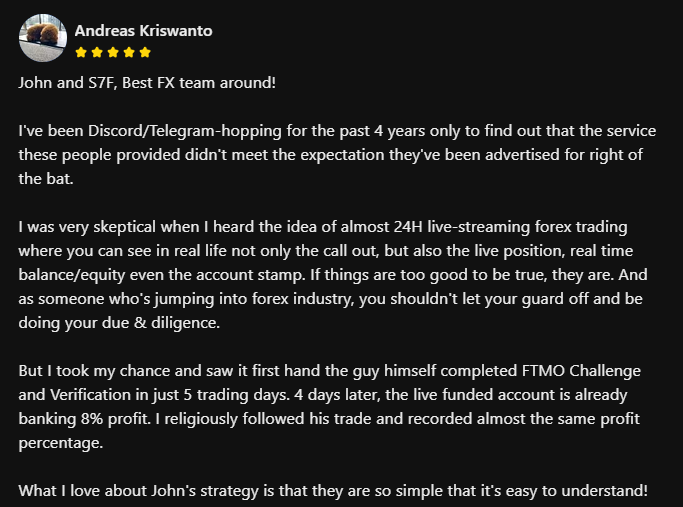 Andreas Kriswanto
John and S7F, Best FX team around!
I've been Discord/Telegram-hopping for the past 4 years only to find out that the service
these people provided didn't meet the expectation they've been advertised for right of
the bat.
I was very skeptical when I heard the idea of almost 24H live-streaming forex trading
where you can see in real life not only the call out, but also the live position, real time
balance/equity even the account stamp. If things are too good to be true, they are. And
as someone who's jumping into forex industry, you shouldn't let your guard off and be
doing your due & diligence.
But I took my chance and saw it first hand the guy himself completed FTMO Challenge
and Verification in just 5 trading days. 4 days later, the live funded account is already
banking 8% profit. I religiously followed his trade and recorded almost the same profit
percentage.
What I love about John's strategy is that they are so simple that it's easy to understand!